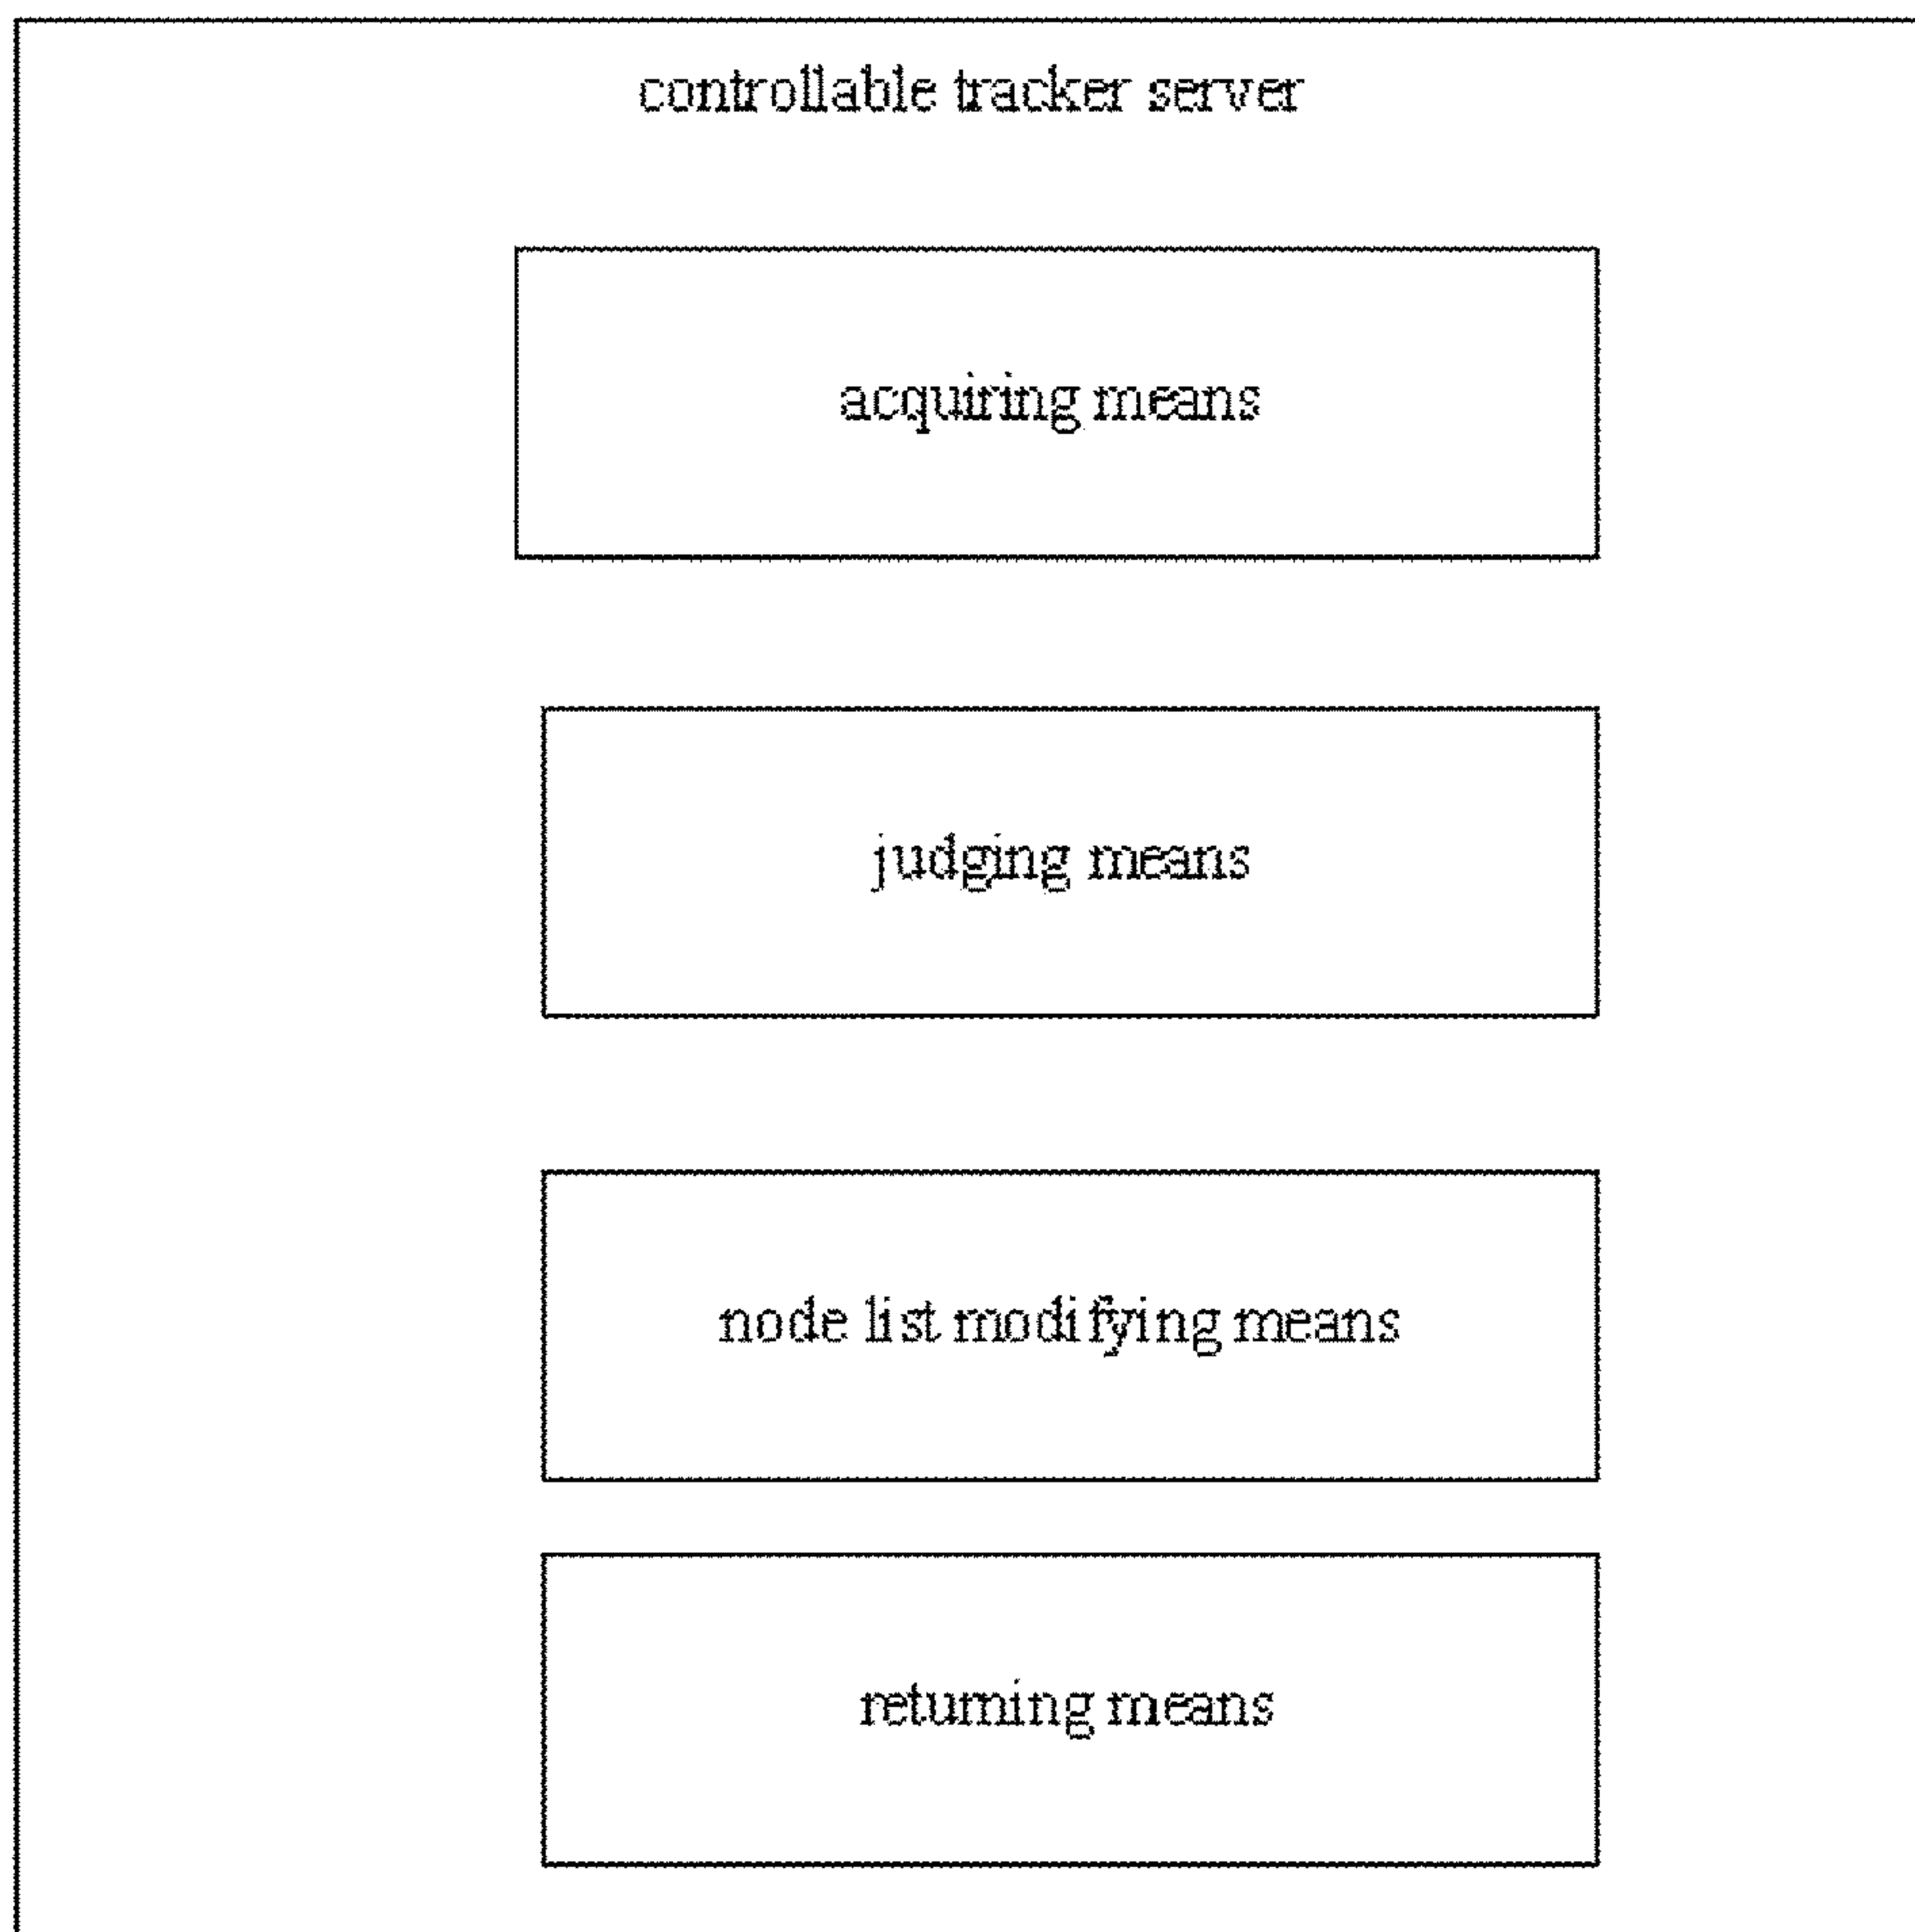 controllable tracker server
acquiring means
judging means
node list modifying means
returning means